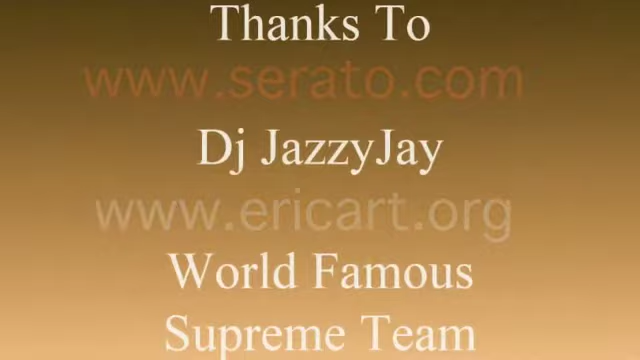 Thanks To
www.serato.com
Dj JazzyJay
www.ericart.org
World Famous
Supreme Team